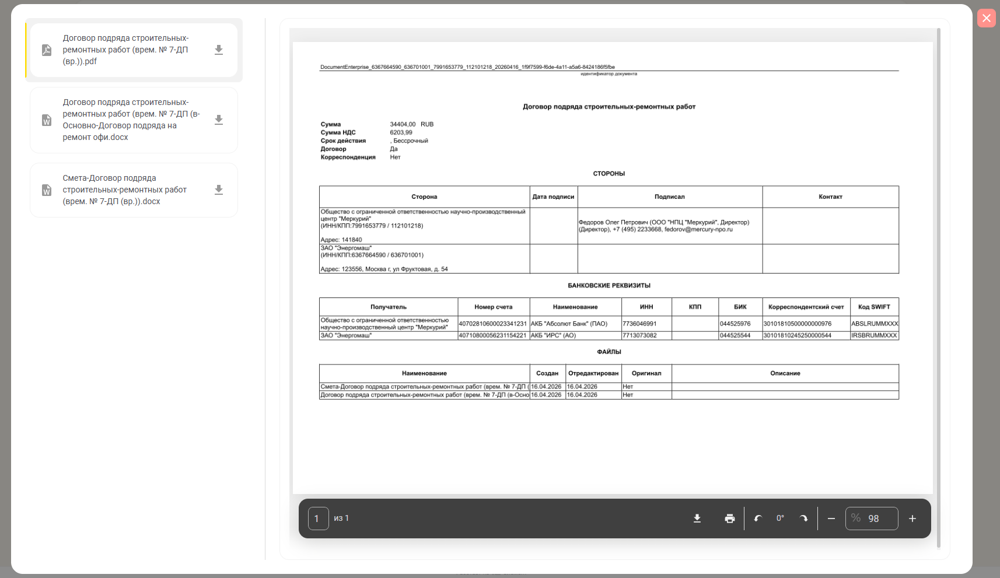 Договор подряда строительных-
ремонтных работ (врем. № 7-ДП
(вр.)).pdf
Договор подряда строительных-
ремонтных работ (врем. № 7-ДП (в-
Основно-Договор подряда на
ремонт офи.docx
Смета-Договор подряда
строительных-ремонтных работ
(врем. № 7-ДП (вр.)).docx
DocumentEnterprise_6367664590_636701001_7991653779_112101218_20260416_1f9f7599-f6de-4a11-a5a6-8424186f5fbe
идентификатор документа
Договор подряда строительных-ремонтных работ
Сумма 34404,00 RUB
Сумма НДС 6203,99
Срок действия , Бессрочный
Договор Да
Корреспонденция Нет
СТОРОНЫ
Сторона Дата подписи Подписал Контакт
Общество с ограниченной ответственностью научно-производственный
центр "Меркурий"
(ИНН/КПП:7991653779 / 112101218)
Адрес: 141840
Федоров Олег Петрович (ООО "НПЦ "Меркурий", Директор)
(Директор), +7 (495) 2233668, fedorov@mercury-npo.ru
ЗАО "Энергомаш"
(ИНН/КПП:6367664590 / 636701001)
Адрес: 123556, Москва г, ул Фруктовая, д. 54
БАНКОВСКИЕ РЕКВИЗИТЫ
Получатель Номер счета Наименование ИНН КПП БИК Корреспондентский счет Код SWIFT
Общество с ограниченной ответственностью
научно-производственный центр "Меркурий" 40702810600023341231 АКБ "Абсолют Банк" (ПАО) 7736046991 044525976 30101810500000000976 ABSLRUMMXXX
ЗАО "Энергомаш" 40710800056231154221 АКБ "ИРС" (АО) 7713073082 044525544 30101810245250000544 IRSBRUMMXXX
ФАЙЛЫ
Наименование Создан Отредактирован Оригинал Описание
Смета-Договор подряда строительных-ремонтных работ (врем. № 7-ДП ( 16.04.2026 16.04.2026 Нет
Договор подряда строительных-ремонтных работ (врем. № 7-ДП (в-Осно 16.04.2026 16.04.2026 Нет
1 из 1 0° % 98